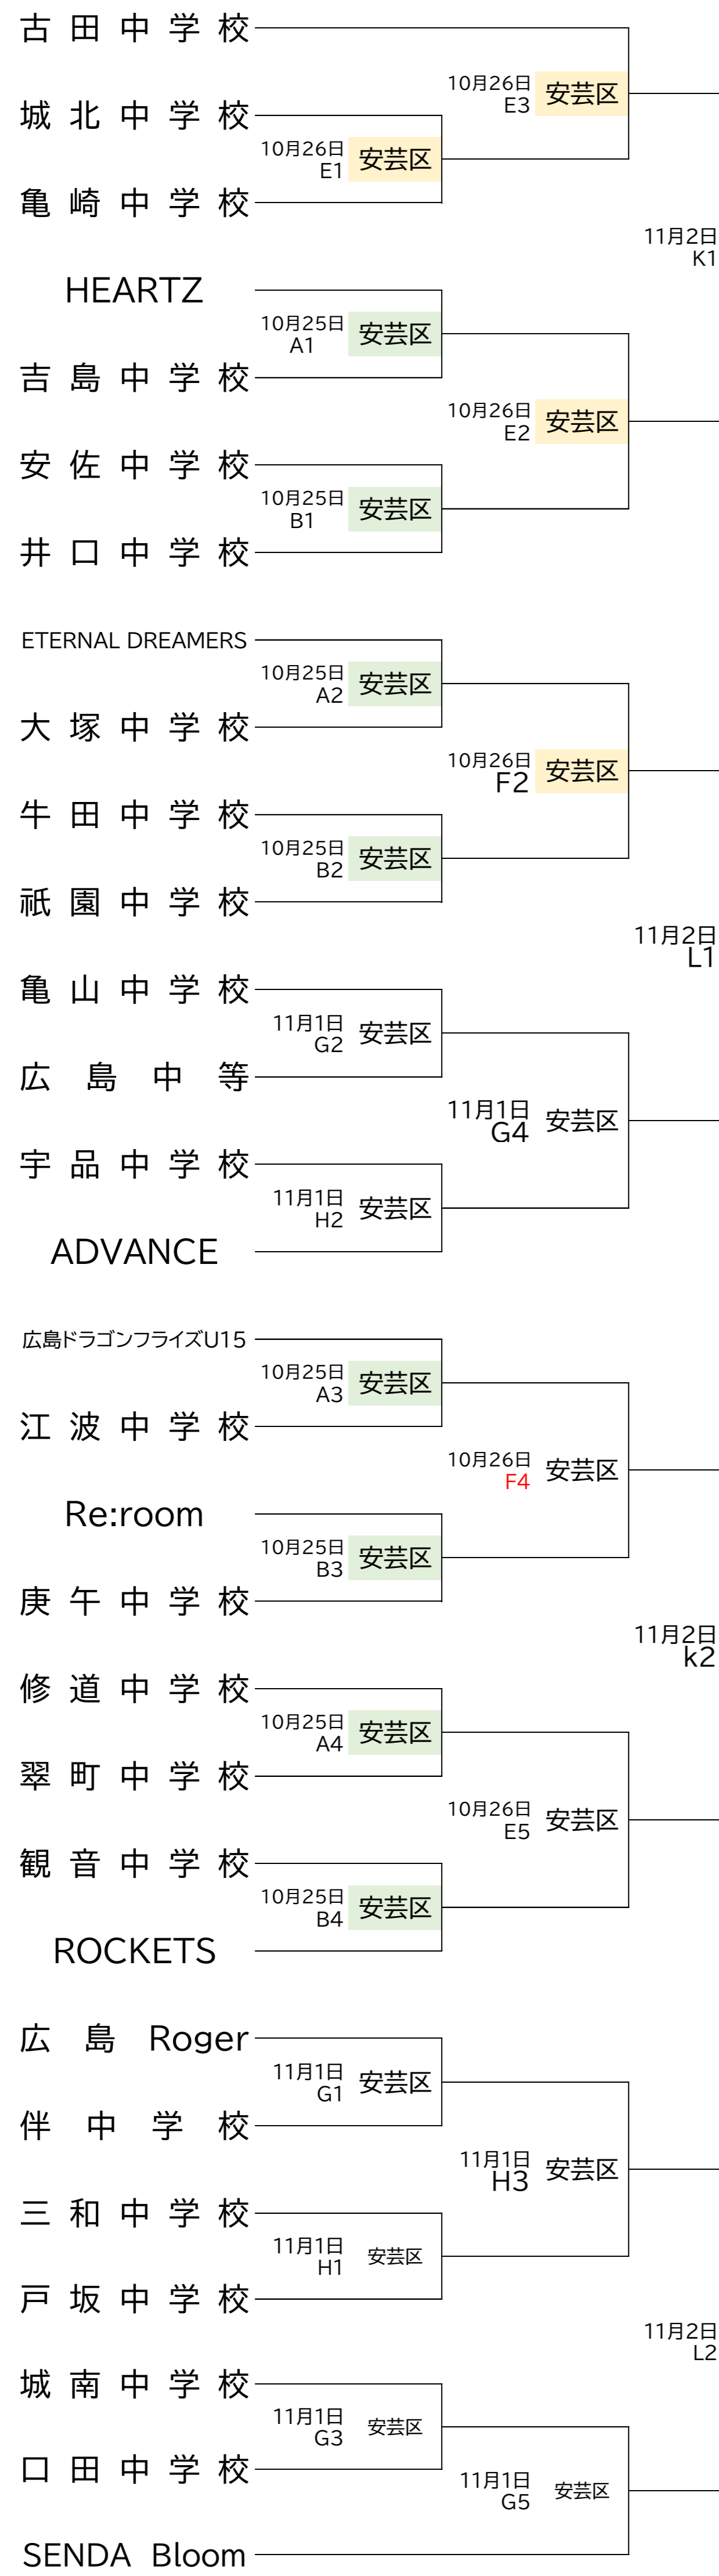 古田中学校
10月26日
E3
安芸区
城北中学校
10月26日
E1
安芸区
亀崎中学校
11月2日
K1
HEARTZ
10月25日
A1
安芸区
吉島中学校
10月26日
E2
安芸区
安佐中学校
10月25日
B1
安芸区
井口中学校
ETERNAL DREAMERS
10月25日
A2
安芸区
大塚中学校
10月26日
F2
安芸区
牛田中学校
10月25日
B2
安芸区
祇園中学校
11月2日
L1
亀山中学校
11月1日
G2
安芸区
広島中等
11月1日
G4
安芸区
宇品中学校
11月1日
H2
安芸区
ADVANCE
広島ドラゴンフライズU15
10月25日
A3
安芸区
江波中学校
10月26日
F4
安芸区
Re:room
10月25日
B3
安芸区
庚午中学校
11月2日
k2
修道中学校
10月25日
A4
安芸区
翠町中学校
10月26日
E5
安芸区
観音中学校
10月25日
B4
安芸区
ROCKETS
広島 Roger
11月1日
G1
安芸区
伴中学校
11月1日
H3
安芸区
三和中学校
11月1日
H1
安芸区
戸坂中学校
11月2日
L2
城南中学校
11月1日
G3
安芸区
口田中学校
11月1日
G5
安芸区
SENDA Bloom